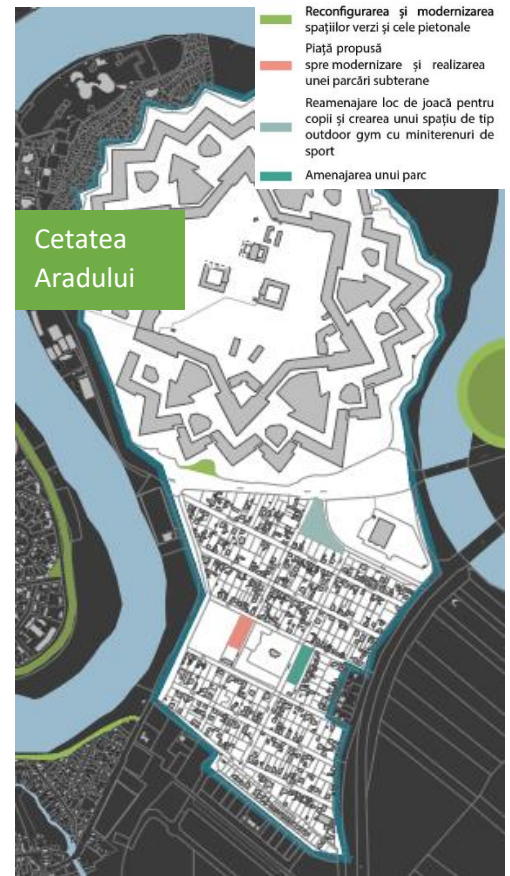 Reconfigurarea și modernizarea
spațiilor verzi și cele pietonale
Piață propusă
spre modernizare și realizarea
unei parcări subterane
Reamenajare loc de joacă pentru
copii și crearea unui spațiu de tip
outdoor gym cu miniterenuri de
sport
Amenajarea unui parc
Cetatea
Aradului